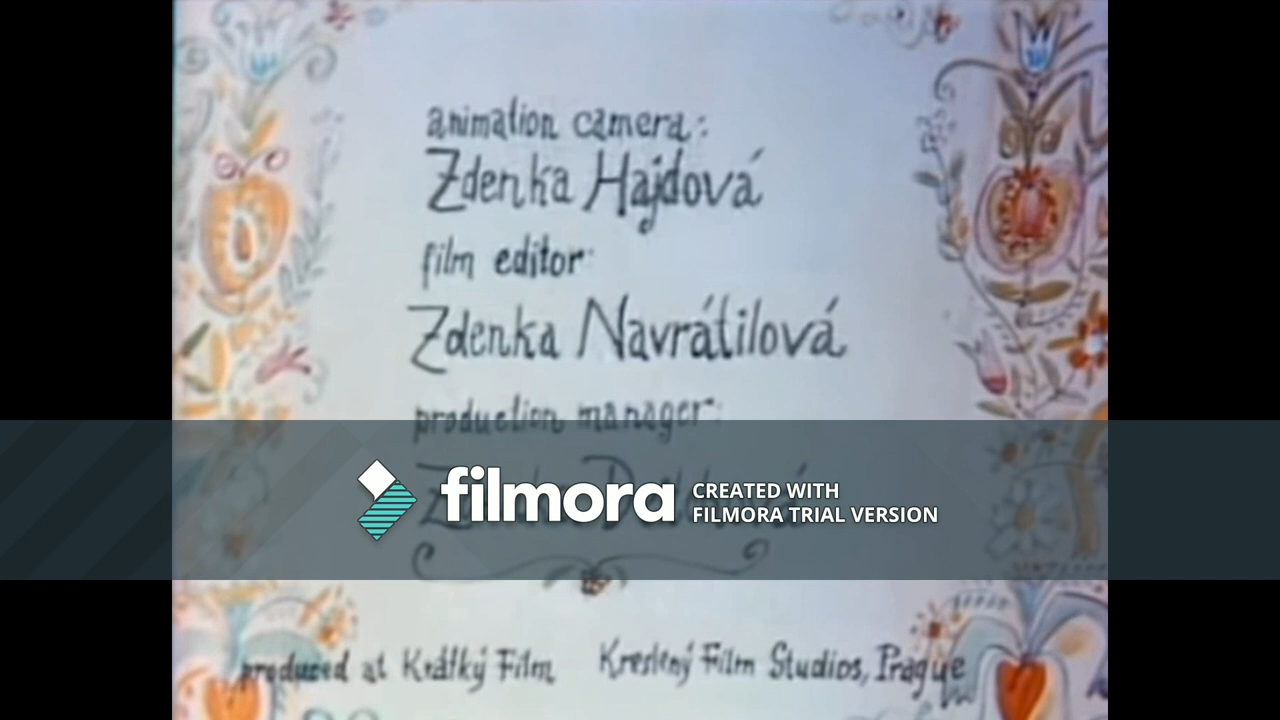 animation camera:
Zdenka Hajdová
film editor:
Zdenka Navrátilová
production manager:
filmora
CREATED WITH
FILMORA TRIAL VERSION
produced at Krátký Film Kreslený Film Studios, Prague